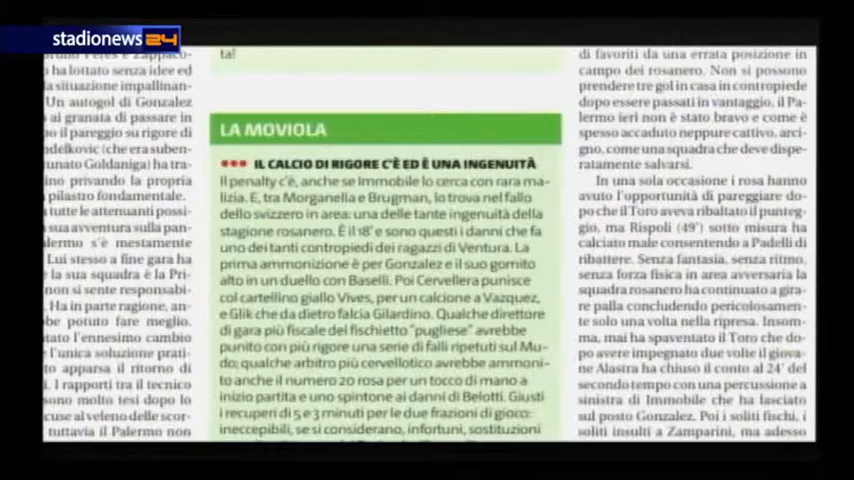 stadionews24
ha lottato senza idee ed
la situazione impallinan-
Un autogol di Gonzalez
ai granata di passare in
o il pareggio su rigore di
ndelkovic (che era suben-
unato Goldaniga) ha tra-
ino privando la propria
pilastro fondamentale.
tutte le attenuanti possi-
sua avventura sulla pan-
lermo s'è mestamente
Lui stesso a fine gara ha
e la sua squadra è la Pri-
non si sente responsabi-
Ha in parte ragione, an-
be potuto fare meglio.
tato l'ennesimo cambio
l'unica soluzione prati-
to apparsa il ritorno di
i. I rapporti tra il tecnico
sono molto tesi dopo lo
cuse al veleno delle scor-
tuttavia il Palermo non
ta!
LA MOVIOLA
IL CALCIO DI RIGORE C'È ED È UNA INGENUITÀ
Il penalty c'è, anche se Immobile lo cerca con rara ma-
lizia. E, tra Morganella e Brugman, lo trova nel fallo
dello svizzero in area: una delle tante ingenuità della
stagione rosanero. È il 18' e sono questi i danni che fa
uno dei tanti contropiedi dei ragazzi di Ventura. La
prima ammonizione è per Gonzalez e il suo gomito
alto in un duello con Baselli. Poi Cervellera punisce
col cartellino giallo Vives, per un calcione a Vazquez,
e Glik che da dietro falcia Gilardino. Qualche direttore
di gara più fiscale del fischietto "pugliese" avrebbe
punito con più rigore una serie di falli ripetuti sul Mu-
do; qualche arbitro più cervellotico avrebbe ammoni-
to anche il numero 20 rosa per un tocco di mano a
inizio partita e uno spintone ai danni di Belotti. Giusti
i recuperi di 5 e 3 minuti per le due frazioni di gioco:
ineccepibili, se si considerano, infortuni, sostituzioni
di favoriti da una errata posizione in
campo dei rosanero. Non si possono
prendere tre gol in casa in contropiede
dopo essere passati in vantaggio, il Pa-
lermo ieri non è stato bravo e come è
spesso accaduto neppure cattivo, arci-
gno, come una squadra che deve dispe-
ratamente salvarsi.
In una sola occasione i rosa hanno
avuto l'opportunità di pareggiare do-
po che il Toro aveva ribaltato il punteg-
gio, ma Rispoli (49') sotto misura ha
calciato male consentendo a Padelli di
ribattere. Senza fantasia, senza ritmo,
senza forza fisica in area avversaria la
squadra rosanero ha continuato a gira-
re palla concludendo pericolosamen-
te solo una volta nella ripresa. Insom-
ma, mai ha spaventato il Toro che do-
po avere impegnato due volte il giova-
ne Alastra ha chiuso il conto al 24' del
secondo tempo con una percussione a
sinistra di Immobile che ha lasciato
sul posto Gonzalez. Poi i soliti fischi, i
soliti insulti a Zamparini, ma adesso